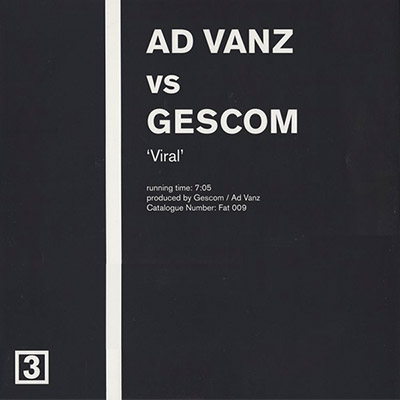 AD VANZ
vs
GESCOM
‘Viral’
running time: 7:05
produced by Gescom / Ad Vanz
Catalogue Number: Fat 009
3